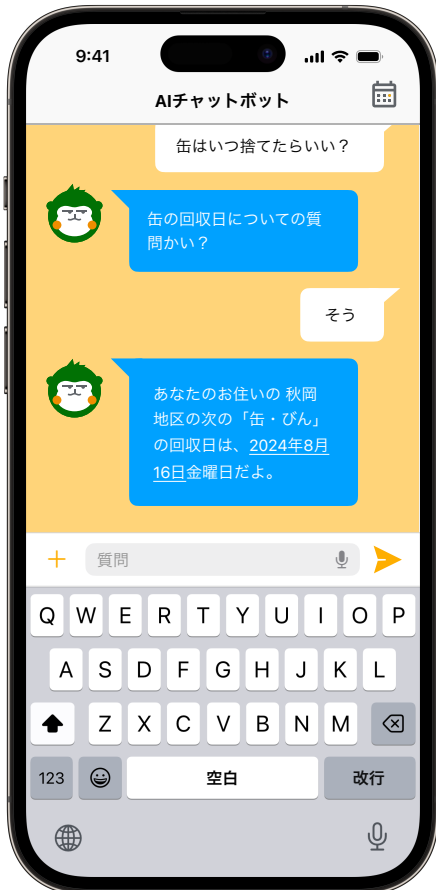 9:41
AIチャットボット
缶はいつ捨てたらいい？
缶の回収日についての質
問かい？
そう
あなたのお住いの 秋岡
地区の次の「缶・びん」
の回収日は、2024年8月
16日金曜日だよ。
質問
Q W E R T Y U I O P
A S D F G H J K L
Z X C V B N M
123 空白 改行